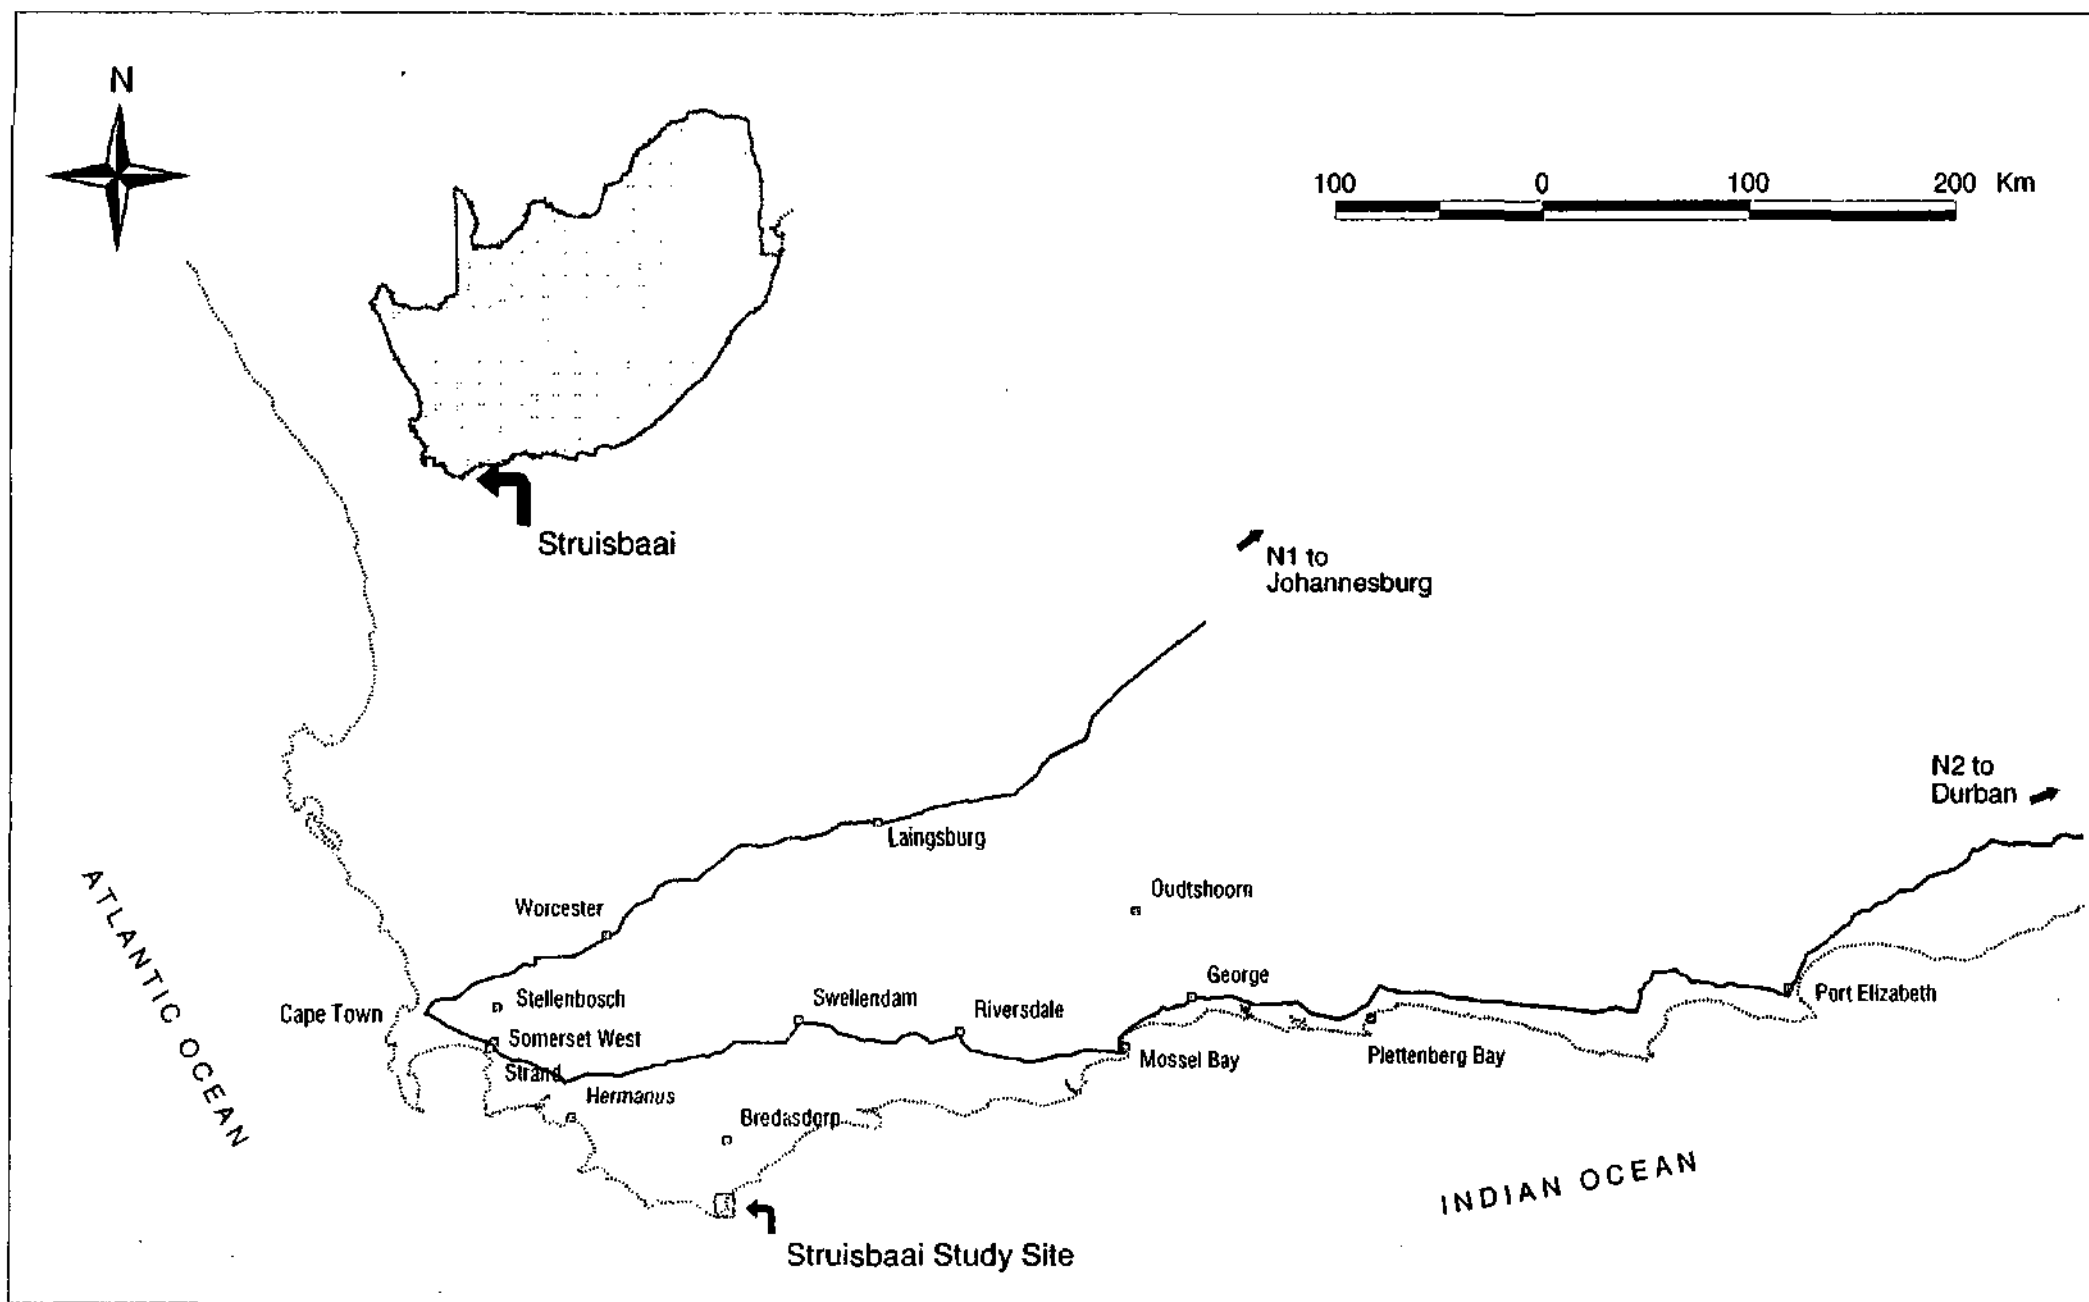 N
100 0 100 200 Km
Struisbaai
N1 to
Johannesburg
N2 to
Durban
Laingsburg
Worcester
Oudtshoorn
George
Stellenbosch
Swellendam
Riversdale
Port Elizabeth
Cape Town
Somerset West
Strand
Mossel Bay
Plettenberg Bay
Hermanus
Bredasdorp
ATLANTIC OCEAN
INDIAN OCEAN
Struisbaai Study Site